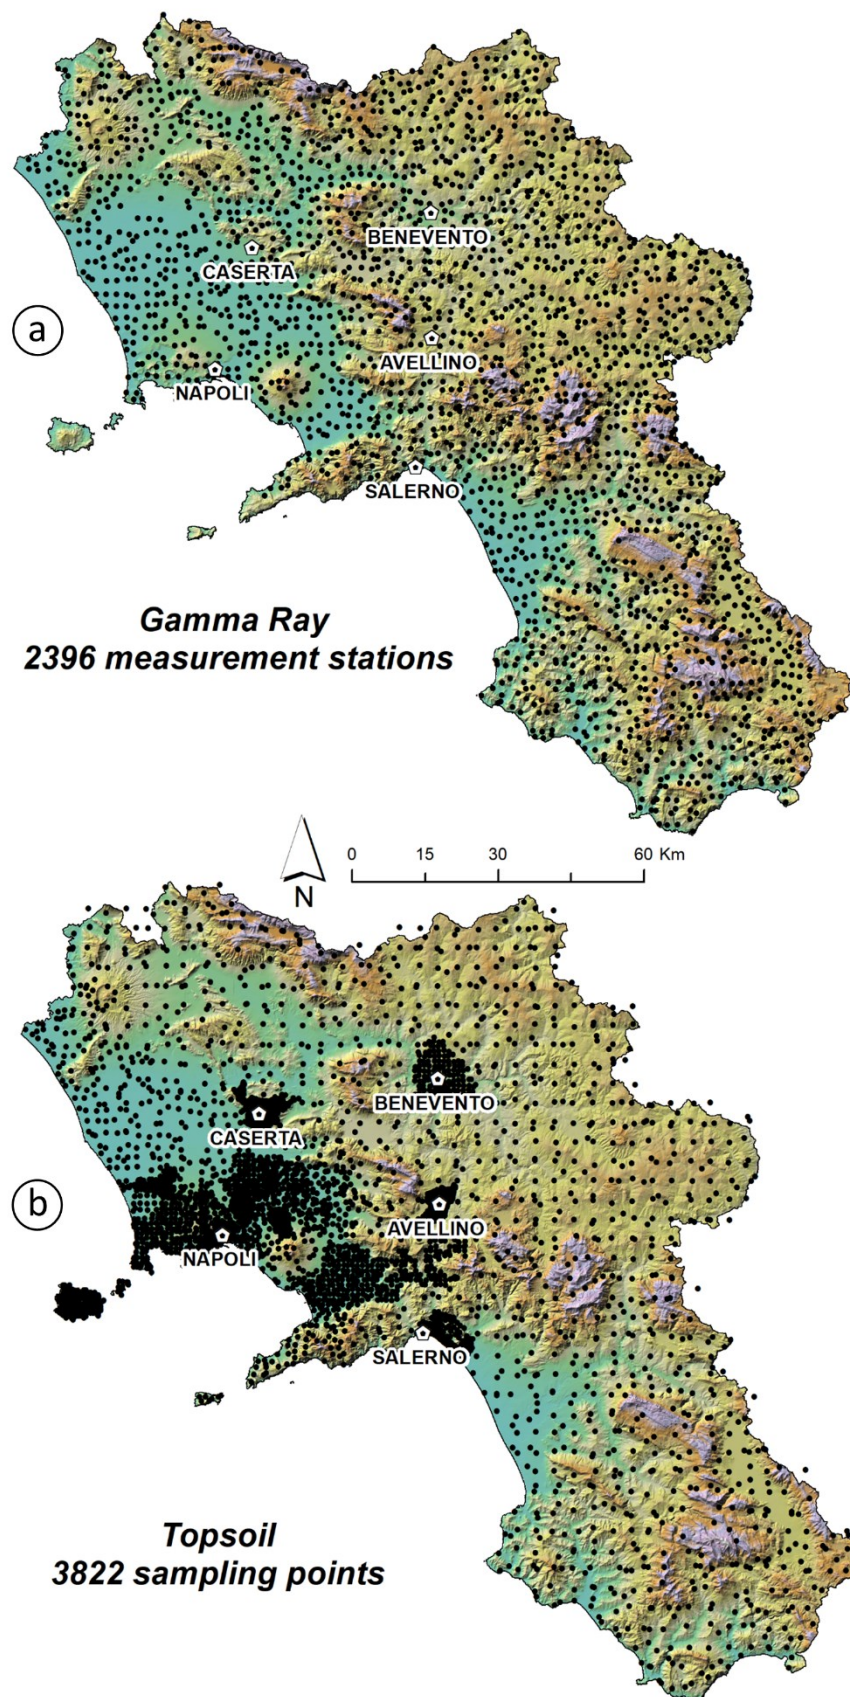 BENEVENTO
CASERTA
a
AVELLINO
NAPOLI
SALERNO
Gamma Ray
2396 measurement stations
0 15 30 60 Km
N
BENEVENTO
CASERTA
b
AVELLINO
NAPOLI
SALERNO
Topsoil
3822 sampling points